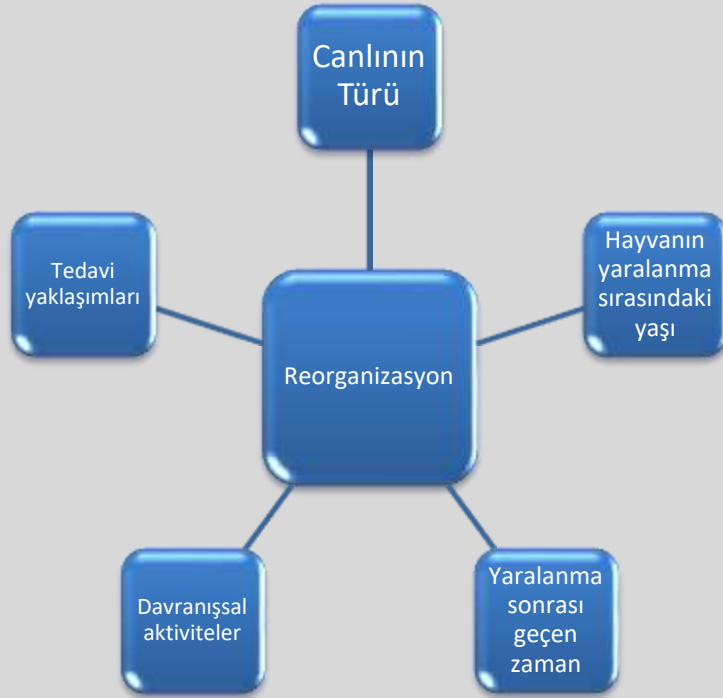 Canlının
Türü
Tedavi
yaklaşımları
Hayvanın
yaralanma
sırasındaki
yaşı
Reorganizasyon
Davranışsal
aktiviteler
Yaralanma
sonrası
geçen
zaman